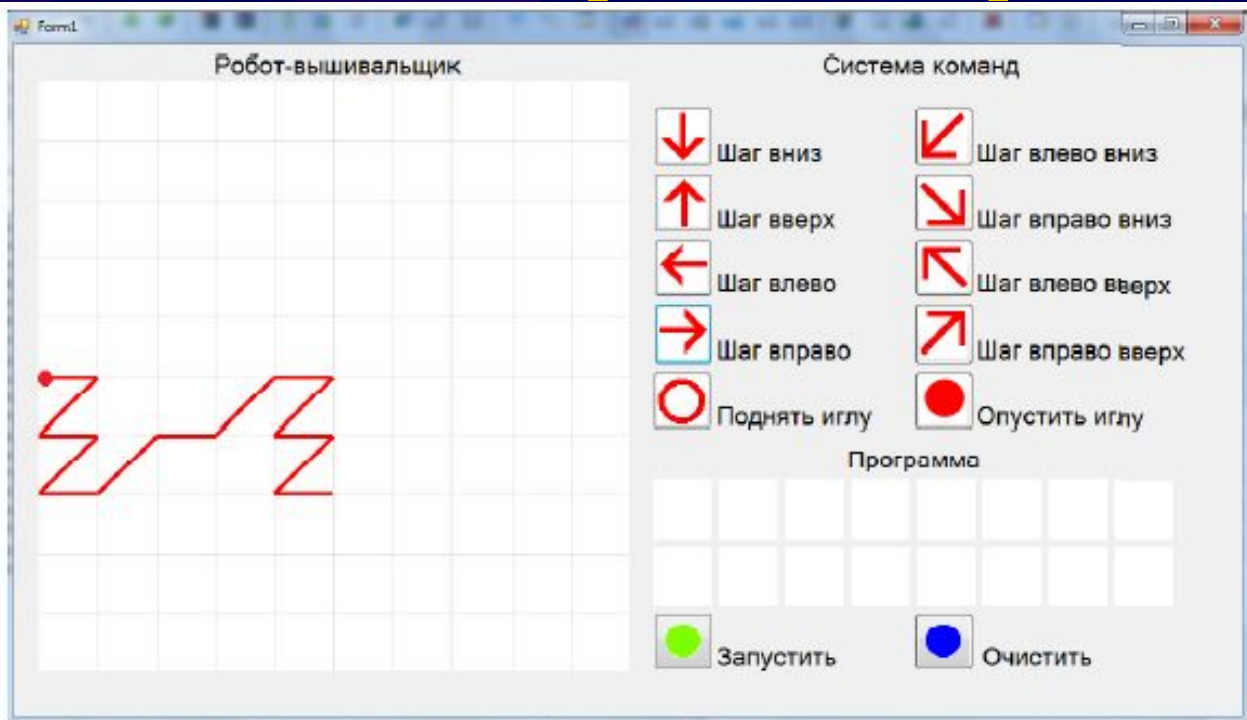 Form1
Робот-вышивальщик
Система команд
Шаг вниз
Шаг влево вниз
Шаг вверх
Шаг вправо вниз
Шаг влево
Шаг влево вверх
Шаг вправо
Шаг вправо вверх
Поднять иглу
Опустить иглу
Программа
Запустить
Очистить